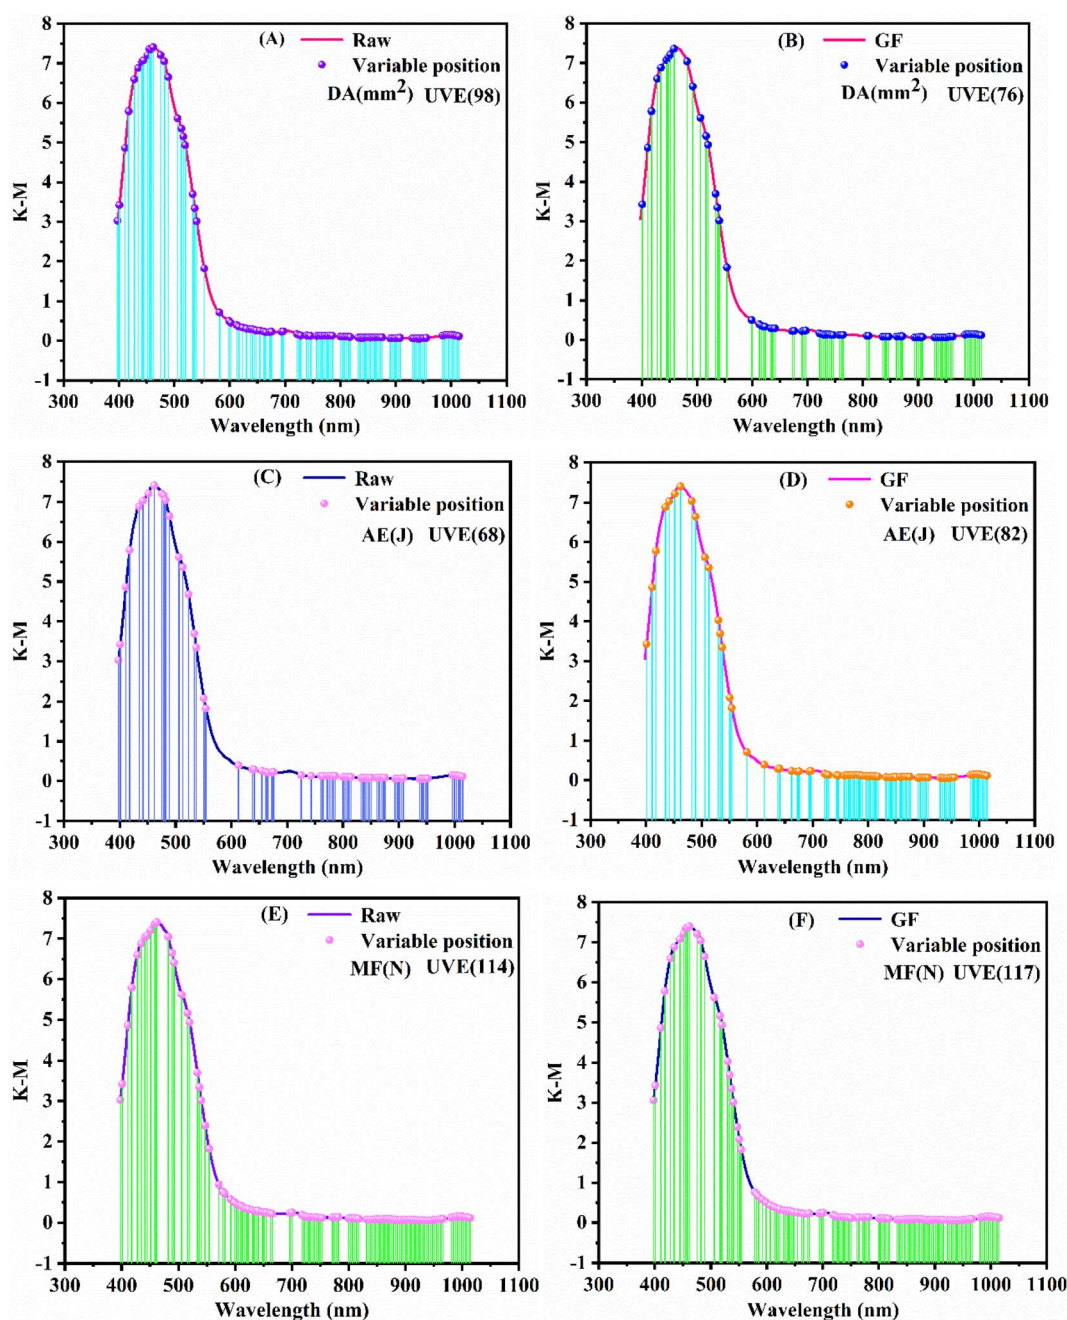 (A)
Raw
Variable position
DA(mm²) UVE(98)
K-M
8
7
6
5
4
3
2
1
0
-1
300 400 500 600 700 800 900 1000 1100
Wavelength (nm)
(B)
GF
Variable position
DA(mm²) UVE(76)
K-M
8
7
6
5
4
3
2
1
0
-1
300 400 500 600 700 800 900 1000 1100
Wavelength (nm)
(C)
Raw
Variable position
AE(J) UVE(68)
K-M
8
7
6
5
4
3
2
1
0
-1
300 400 500 600 700 800 900 1000 1100
Wavelength (nm)
(D)
GF
Variable position
AE(J) UVE(82)
K-M
8
7
6
5
4
3
2
1
0
-1
300 400 500 600 700 800 900 1000 1100
Wavelength (nm)
(E)
Raw
Variable position
MF(N) UVE(114)
K-M
8
7
6
5
4
3
2
1
0
-1
300 400 500 600 700 800 900 1000 1100
Wavelength (nm)
(F)
GF
Variable position
MF(N) UVE(117)
K-M
8
7
6
5
4
3
2
1
0
-1
300 400 500 600 700 800 900 1000 1100
Wavelength (nm)